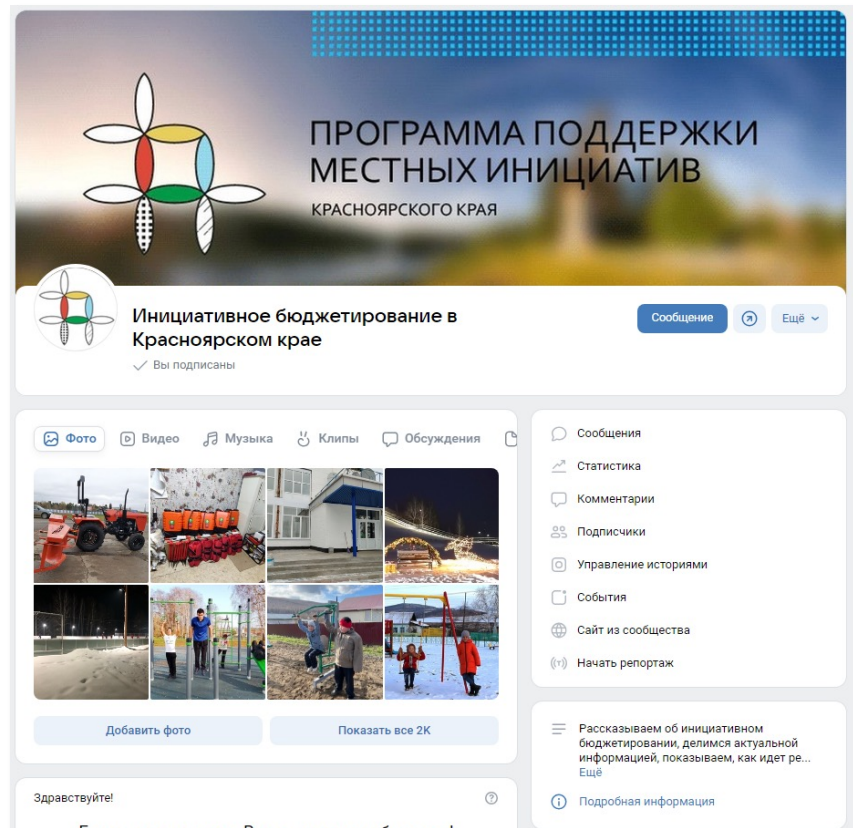 ПРОГРАММА ПОДДЕРЖКИ
МЕСТНЫХ ИНИЦИАТИВ
КРАСНОЯРСКОГО КРАЯ
Инициативное бюджетирование в
Красноярском крае
Вы подписаны
Сообщение
Ещё
Фото
Видео
Музыка
Клипы
Обсуждения
Добавить фото
Показать все 2K
Здравствуйте!
Сообщения
Статистика
Комментарии
Подписчики
Управление историями
События
Сайт из сообщества
Начать репортаж
Рассказываем об инициативном
бюджетировании, делимся актуальной
информацией, показываем, как идет ре...
Ещё
Подробная информация